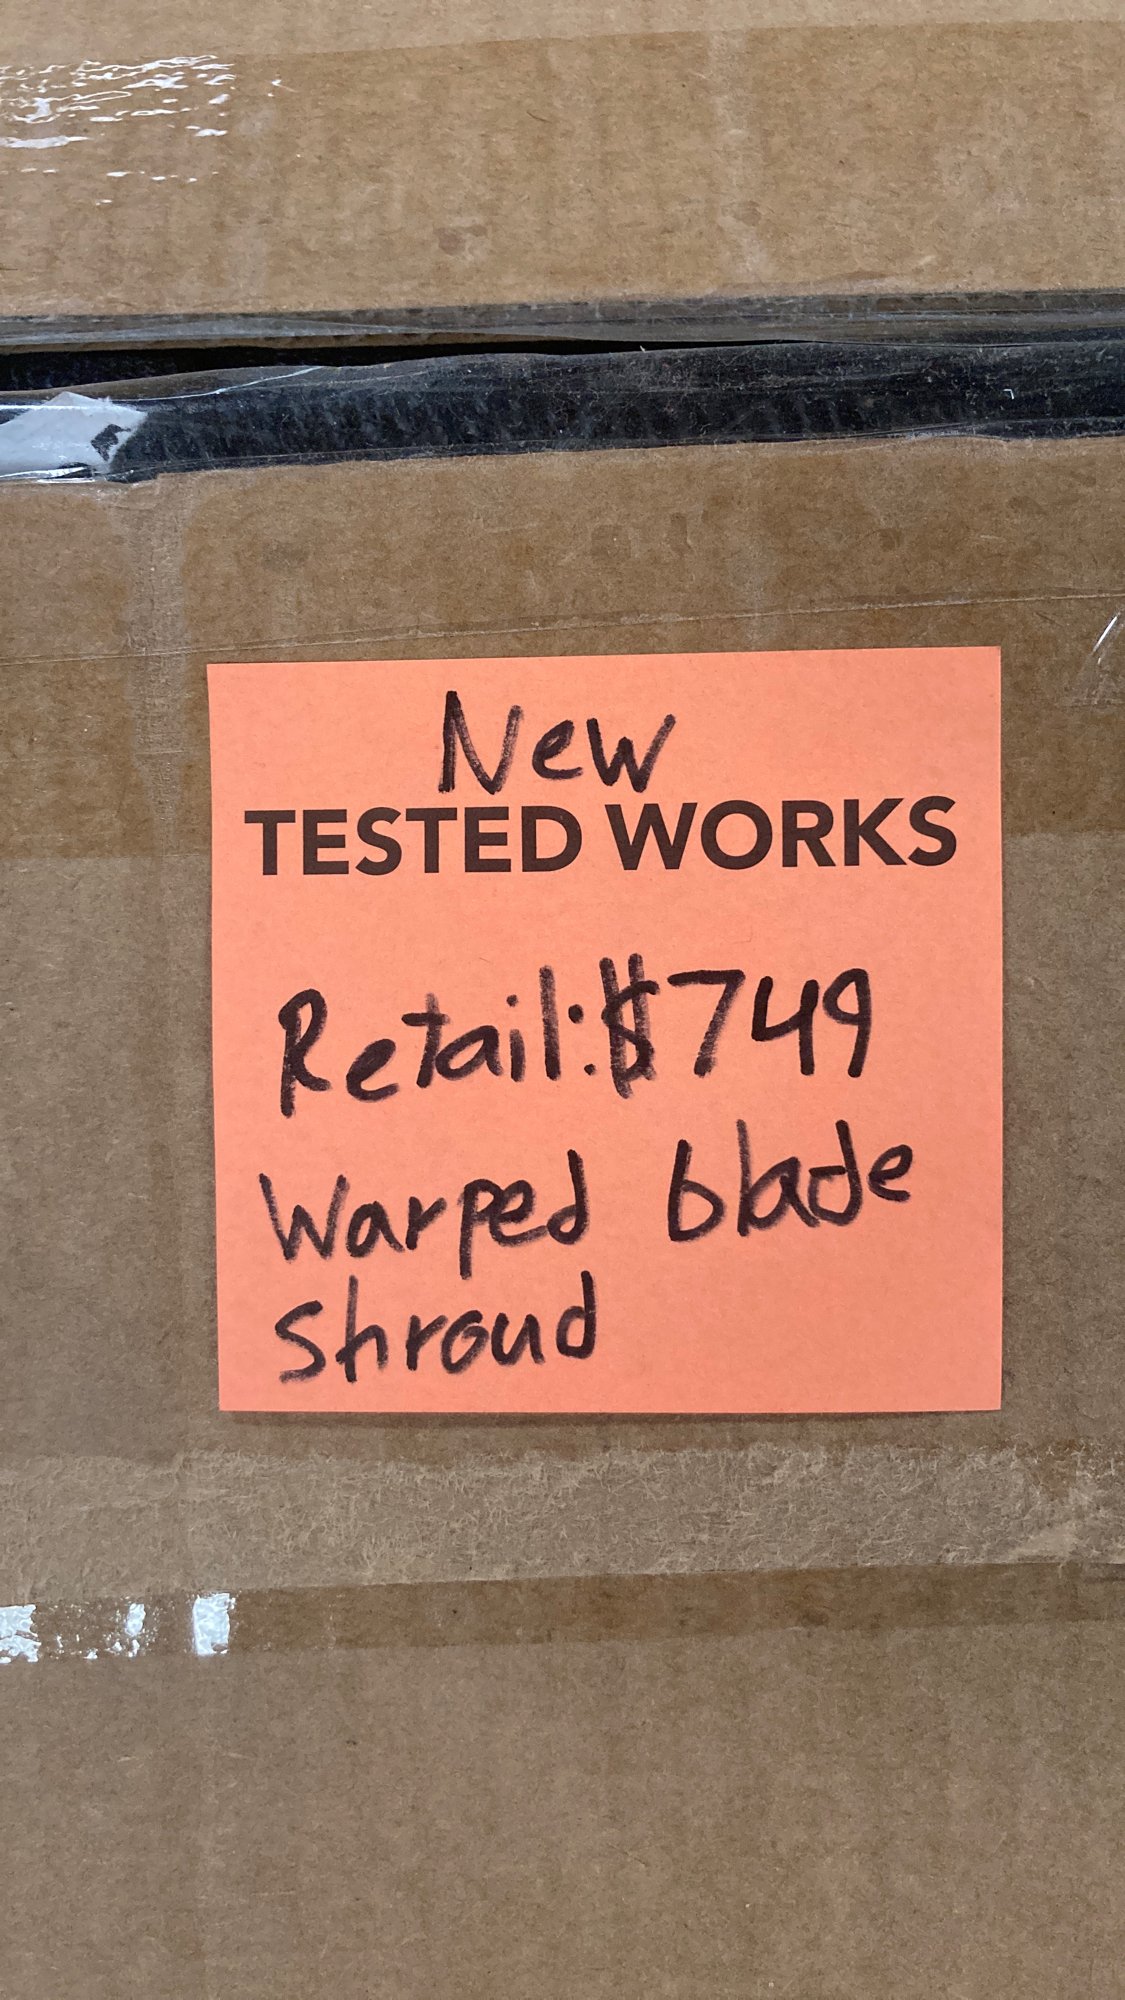 New
TESTED WORKS
Retail:$749
Warped blade
shroud